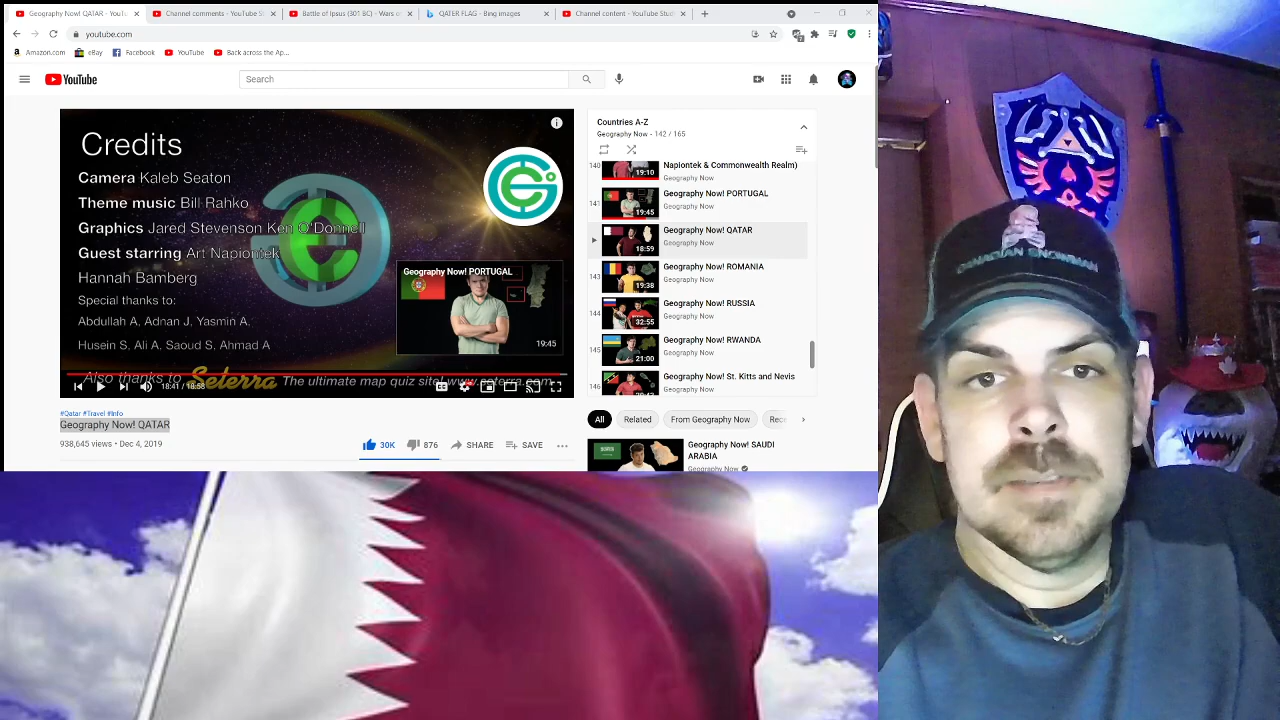 Geography Now! QATAR - YouTu
Channel comments - YouTube St
Battle of Ipsus (301 BC) - Wars o
QATER FLAG - Bing images
Channel content - YouTube Stud
youtube.com
Amazon.com
eBay
Facebook
YouTube
Back across the Ap...
YouTube
Search
Credits
Camera Kaleb Seaton
Theme music Bill Rahko
Graphics Jared Stevenson Ken O'Donnell
Guest starring Art Napiontek
Hannah Bamberg
Special thanks to:
Abdullah A, Adnan J, Yasmin A,
Husein S, Ali A, Saoud S, Ahmad A
Also thanks to Seterra The ultimate map quiz site! www.seterra.com
Geography Now! PORTUGAL
19:45
18:41 / 18:58
#Qatar #Travel #Info
Geography Now! QATAR
938,645 views • Dec 4, 2019
30K
876
SHARE
SAVE
Countries A-Z
Geography Now - 142 / 165
140
19:10
Napiontek & Commonwealth Realm)
Geography Now!
141
19:45
Geography Now! PORTUGAL
Geography Now!
18:59
Geography Now! QATAR
Geography Now!
143
19:38
Geography Now! ROMANIA
Geography Now!
144
32:55
Geography Now! RUSSIA
Geography Now!
145
21:00
Geography Now! RWANDA
Geography Now!
146
Geography Now! St. Kitts and Nevis
Geography Now!
All
Related
From Geography Now
Rece
Geography Now! SAUDI
ARABIA
Geography Now!
CANADIAN SNOWMAN